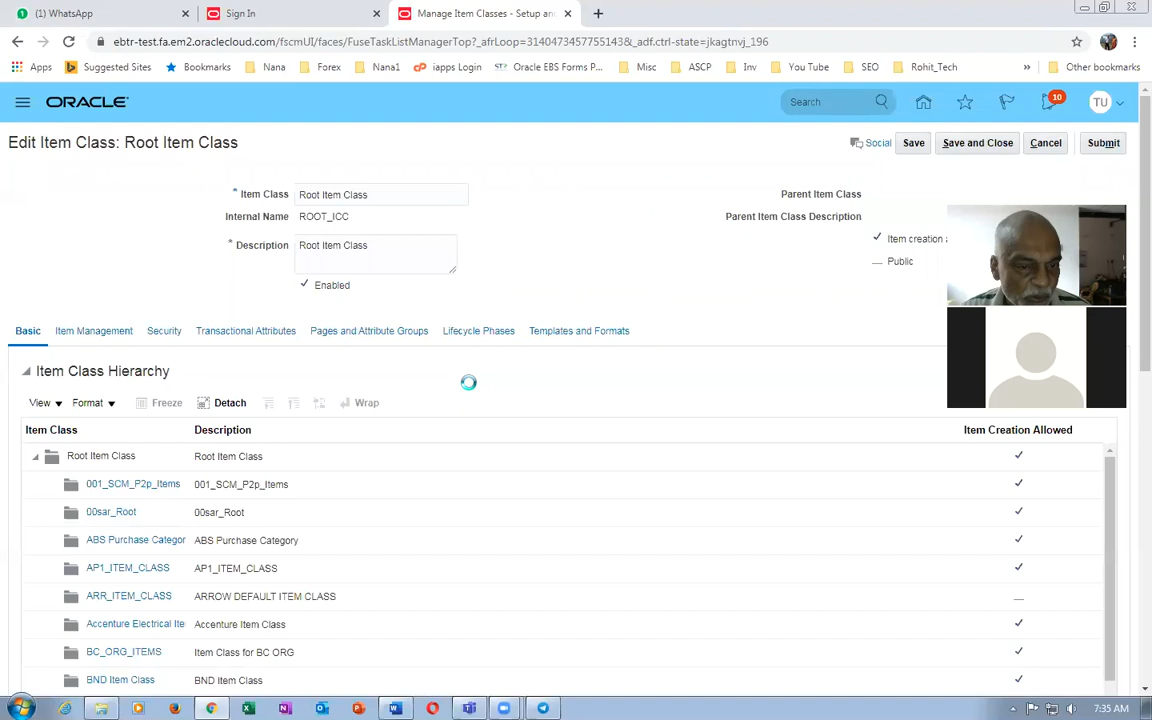 (1) WhatsApp
Sign In
Manage Item Classes - Setup and
ebtr-test.fa.em2.oraclecloud.com/fscmUI/faces/FuseTaskListManagerTop?_afrLoop=3140473457755143&_adf.ctrl-state=jkagtnvj_196
Apps Suggested Sites Bookmarks Nana Forex Nana1 iapps Login Oracle EBS Forms P... Misc ASCP Inv You Tube SEO Rohit_Tech » Other bookmarks
ORACLE Search 10 TU
Edit Item Class: Root Item Class Social Save Save and Close Cancel Submit
* Item Class Root Item Class Parent Item Class
Internal Name ROOT_ICC Parent Item Class Description
* Description Root Item Class Item creation a
Public
Enabled
Basic Item Management Security Transactional Attributes Pages and Attribute Groups Lifecycle Phases Templates and Formats
Item Class Hierarchy
View Format Freeze Detach Wrap
Item Class Description Item Creation Allowed
Root Item Class Root Item Class
001_SCM_P2p_Items 001_SCM_P2p_Items
00sar_Root 00sar_Root
ABS Purchase Categor ABS Purchase Category
AP1_ITEM_CLASS AP1_ITEM_CLASS
ARR_ITEM_CLASS ARROW DEFAULT ITEM CLASS
Accenture Electrical Ite Accenture Item Class
BC_ORG_ITEMS Item Class for BC ORG
BND Item Class BND Item Class
7:35 AM